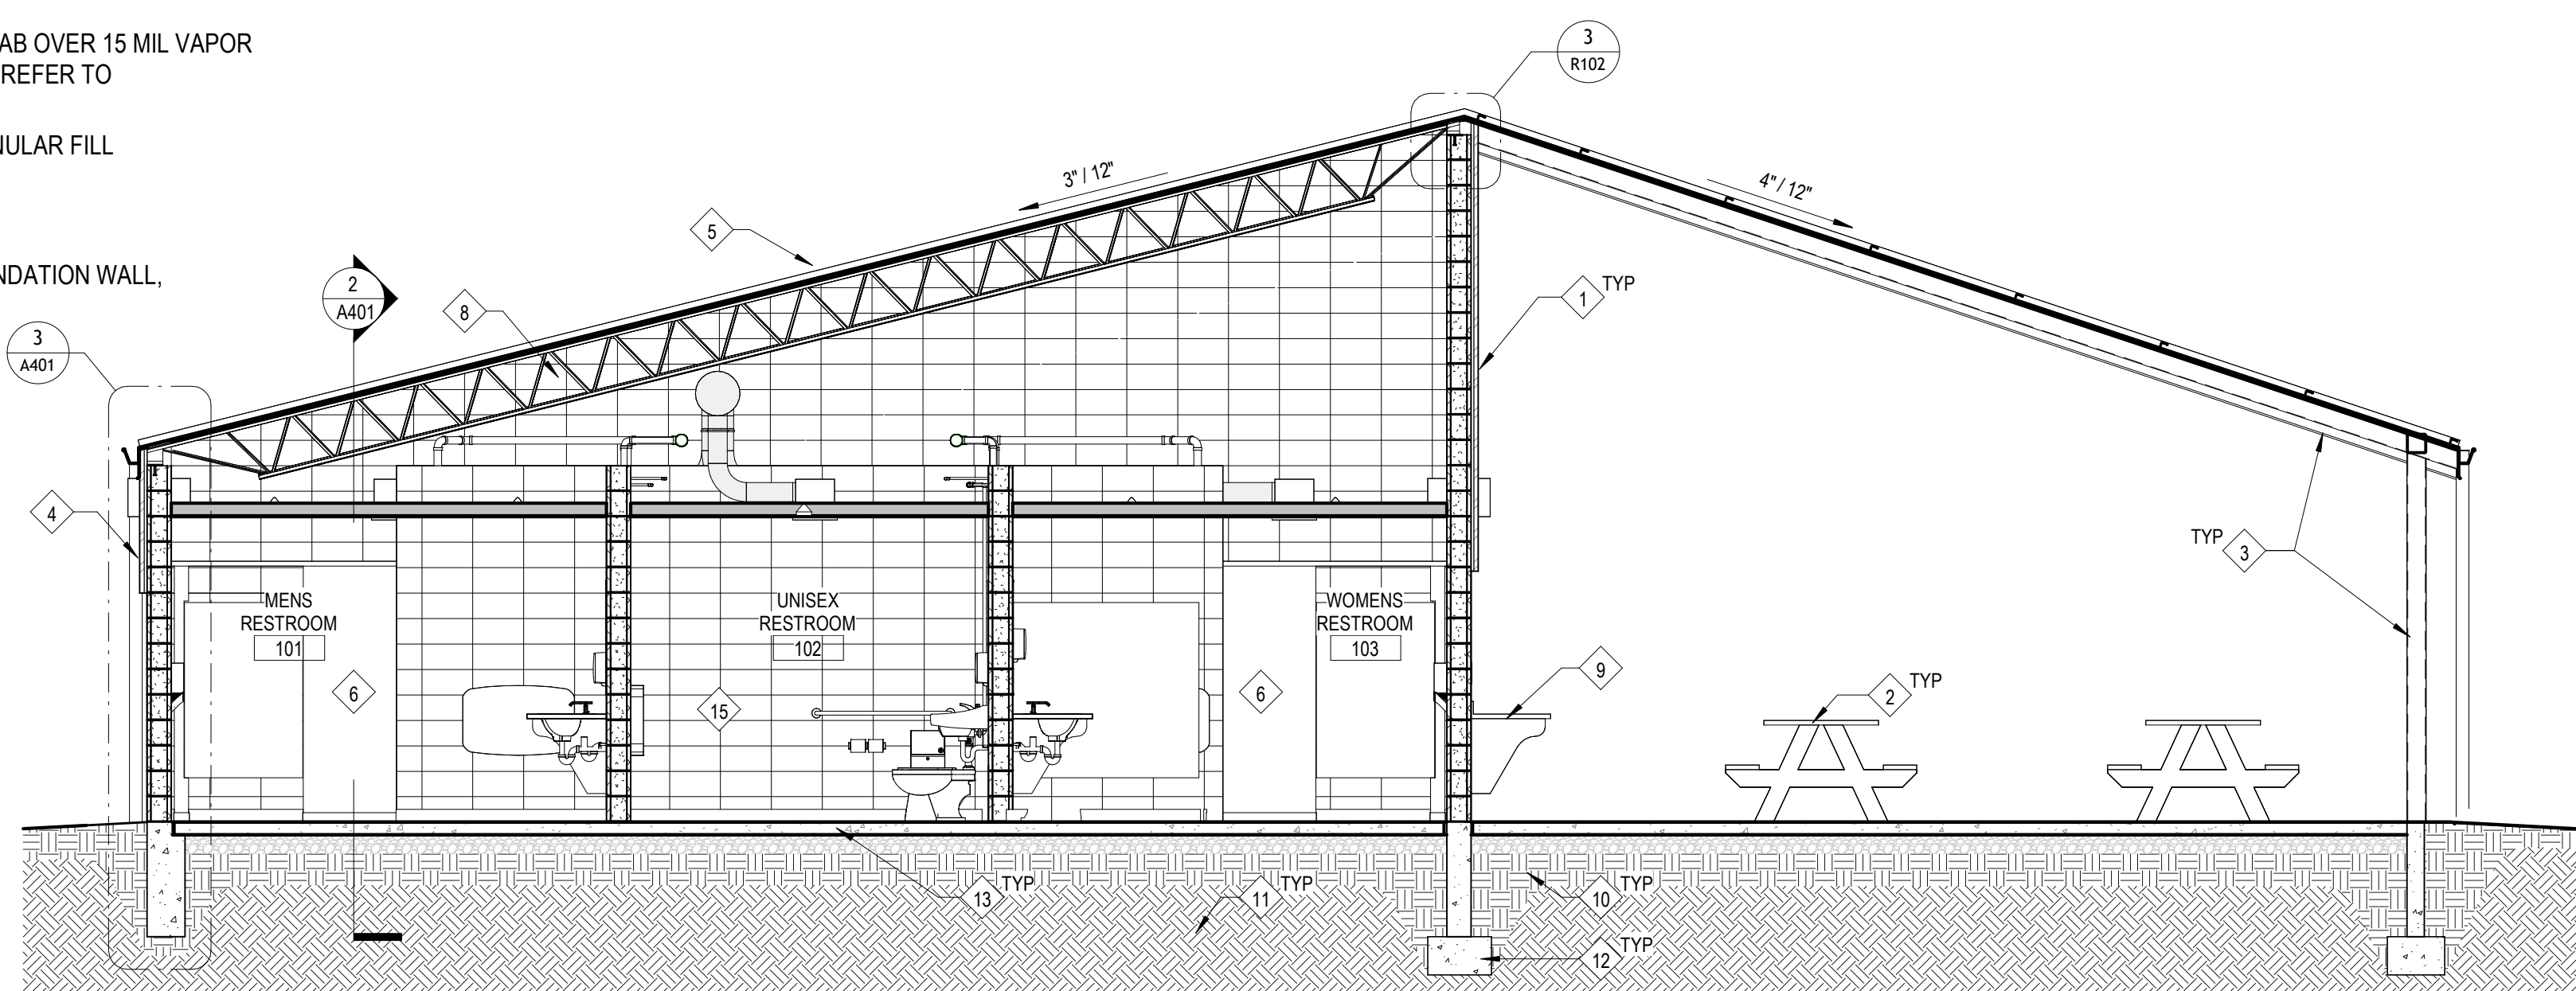 AB OVER 15 MIL VAPOR
REFER TO
NULAR FILL
NDATION WALL,
3
R102
3" / 12"
4" / 12"
5
2
A401
8
1
TYP
3
A401
4
TYP
3
MENS
RESTROOM
101
UNISEX
RESTROOM
102
WOMENS
RESTROOM
103
6
15
6
9
2
TYP
13
TYP
11
TYP
10
TYP
12
TYP